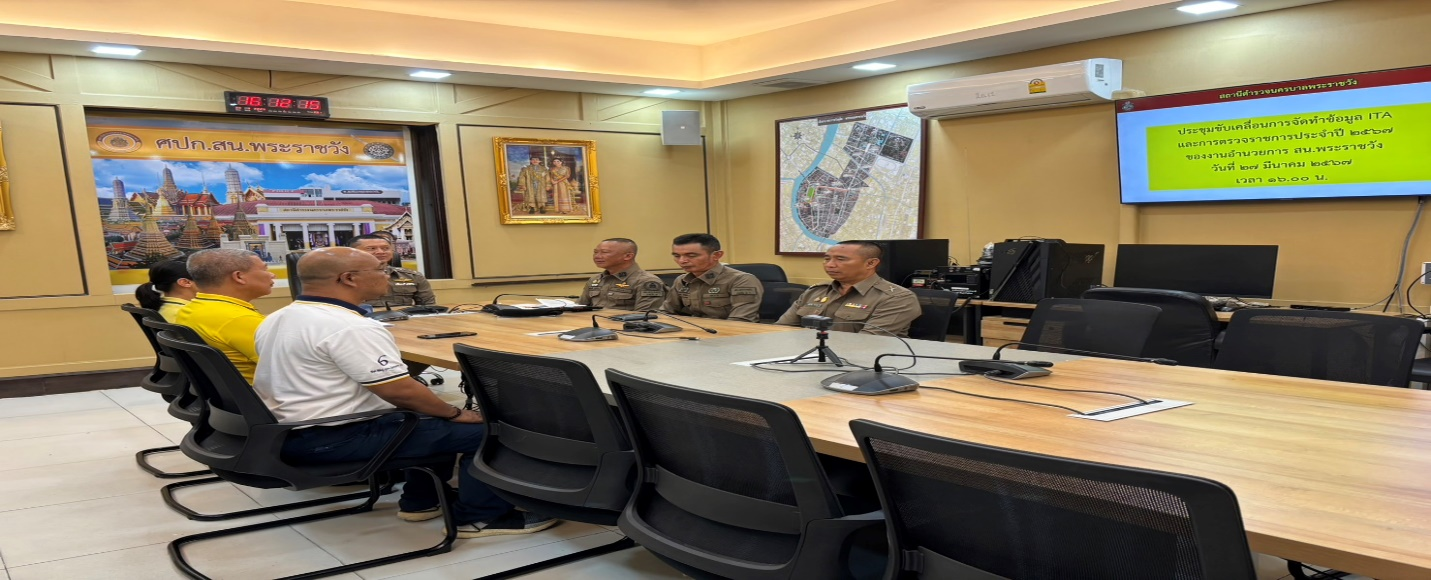 16:12:15
ศปก.สน.พระราชวัง
สถานีตำรวจนครบาลพระราชวัง
ประชุมขับเคลื่อนการจัดทำข้อมูล ITA
และการตรวจราชการประจำปี ๒๕๖๗
ของงานอำนวยการ สน.พระราชวัง
วันที่ ๒๗ มีนาคม ๒๕๖๗
เวลา ๑๖.๐๐ น.
6